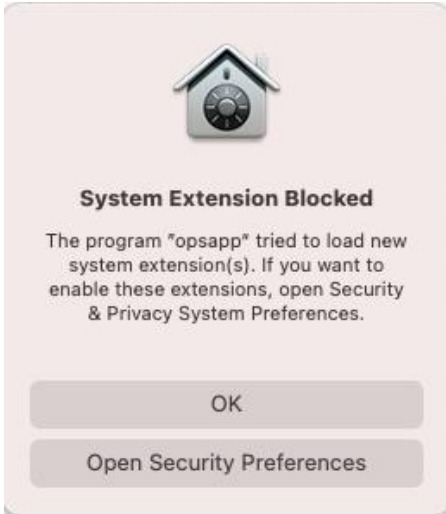 System Extension Blocked
The program "opsapp" tried to load new
system extension(s). If you want to
enable these extensions, open Security
& Privacy System Preferences.
OK
Open Security Preferences